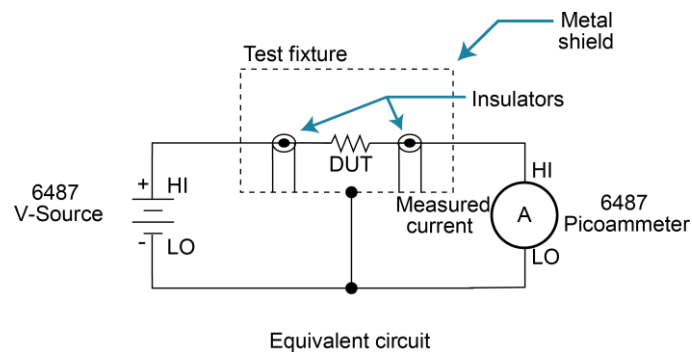 Metal
shield
Test fixture
Insulators
DUT
6487
V-Source
+
HI
-
LO
Measured
current
HI
A
LO
6487
Picoammeter
Equivalent circuit